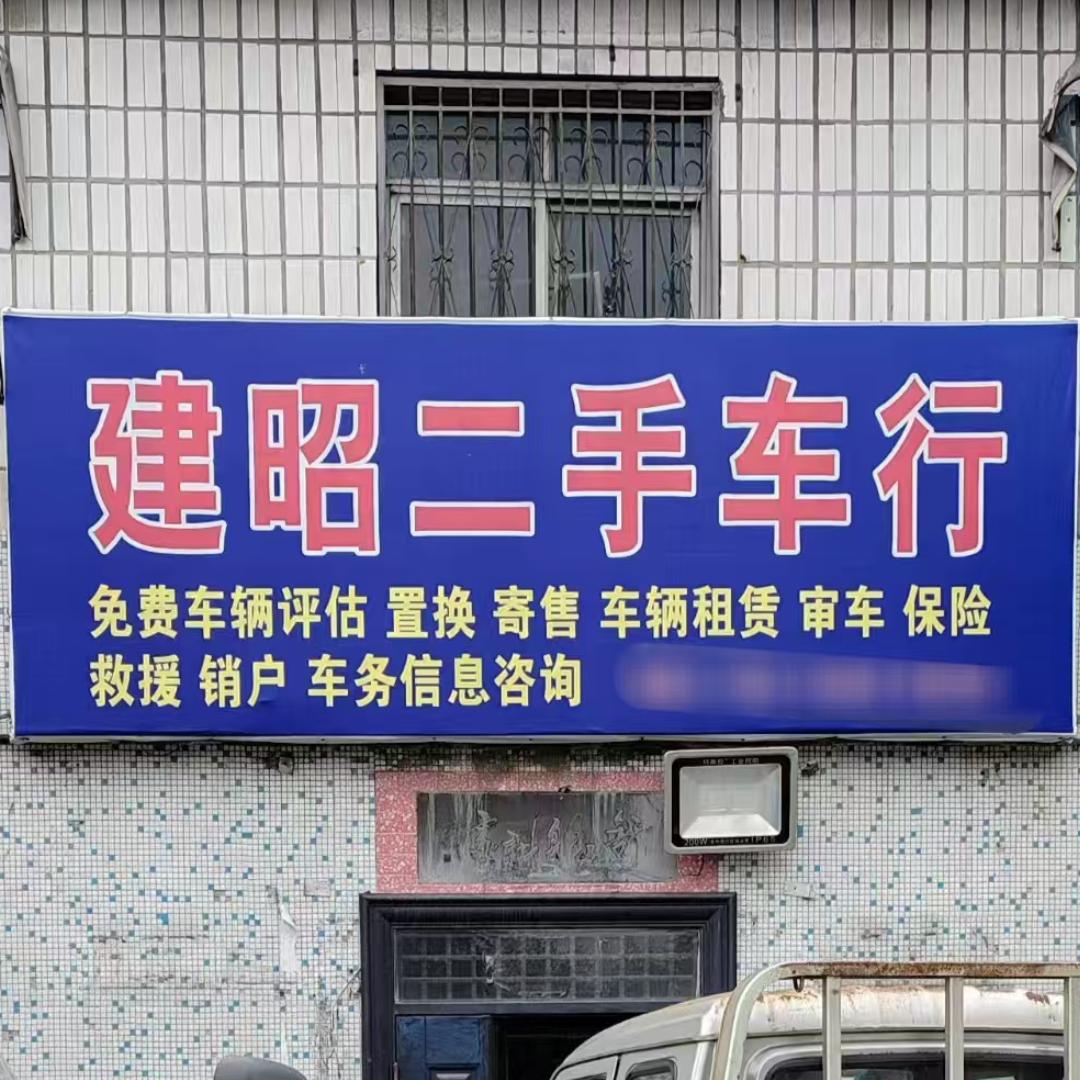 建昭二手车行
免费车辆评估 置换 寄售 车辆租赁 审车 保险
救援 销户 车务信息咨询
200W